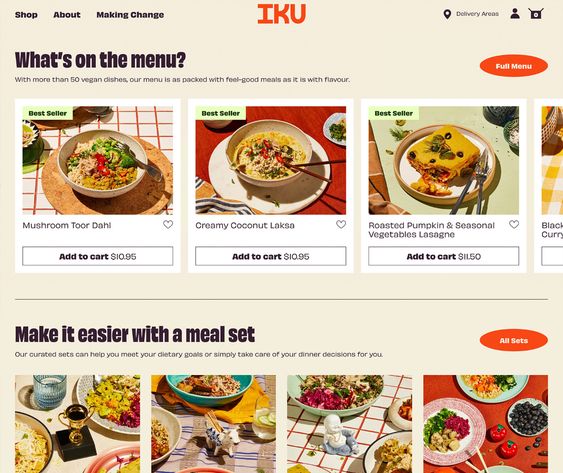 Shop About Making Change IKU Delivery Areas 0
What's on the menu?
With more than 50 vegan dishes, our menu is as packed with feel-good meals as it is with flavour.
Full Menu
Best Seller Best Seller Best Seller
Mushroom Toor Dahl Creamy Coconut Laksa Roasted Pumpkin & Seasonal Black
Vegetables Lasagne Curry
Add to cart $10.95 Add to cart $10.95 Add to cart $11.50
Make it easier with a meal set
Our curated sets can help you meet your dietary goals or simply take care of your dinner decisions for you.
All Sets